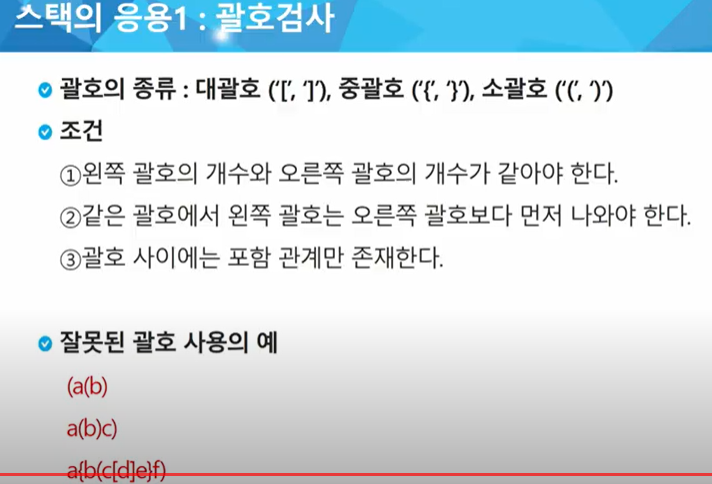 스택의 응용1 : 괄호검사
괄호의 종류 : 대괄호 (‘[’, ‘]’), 중괄호 (‘{’, ‘}’), 소괄호 (‘(’, ‘)’)
조건
①왼쪽 괄호의 개수와 오른쪽 괄호의 개수가 같아야 한다.
②같은 괄호에서 왼쪽 괄호는 오른쪽 괄호보다 먼저 나와야 한다.
③괄호 사이에는 포함 관계만 존재한다.
잘못된 괄호 사용의 예
(a(b)
a(b)c)
a{b(c[d]e}f)